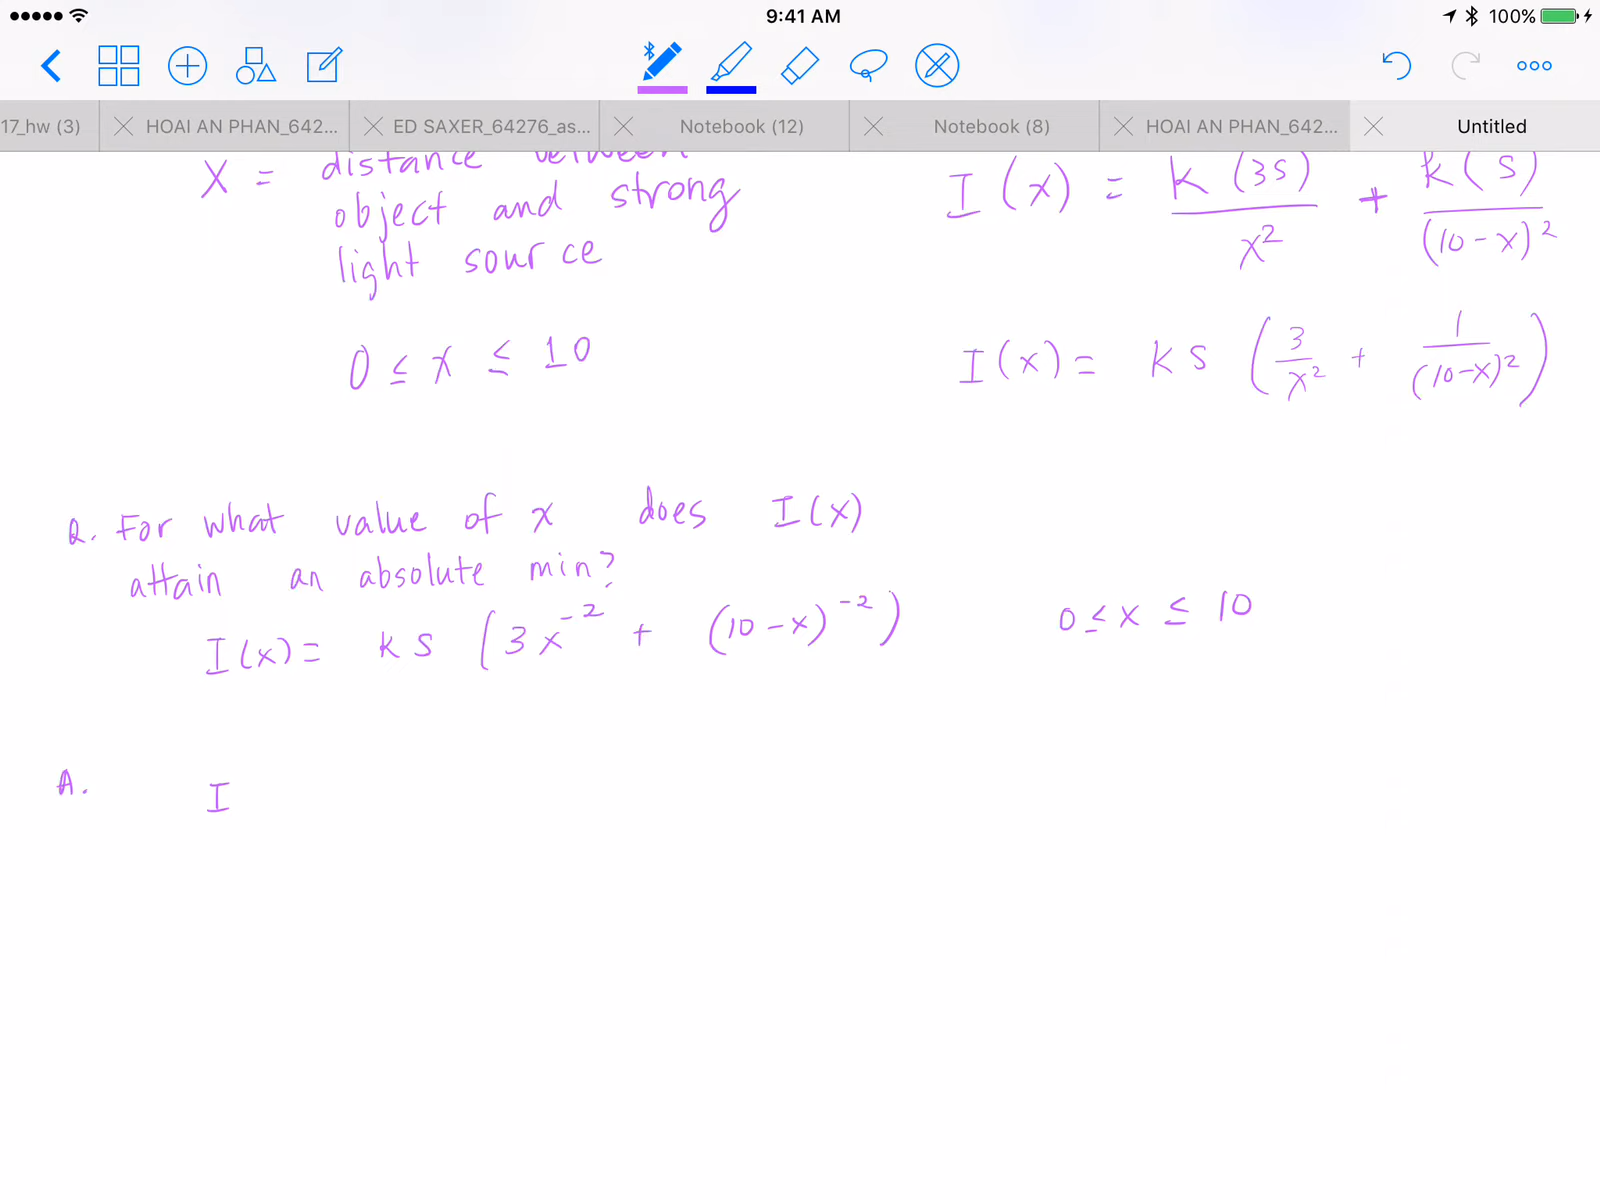 9:41 AM
100%
17_hw (3)
HOAI AN PHAN_642...
ED SAXER_64276_as...
Notebook (12)
Notebook (8)
HOAI AN PHAN_642...
Untitled
X = distance between
object and strong
light source
0 ≤ x ≤ 10
I(x) = k(3s)/x² + k(s)/(10-x)²
I(x) = ks (3/x² + 1/(10-x)²)
Q. For what value of x does I(x)
attain an absolute min?
I(x) = ks (3x⁻² + (10-x)⁻²)
0 ≤ x ≤ 10
A. I